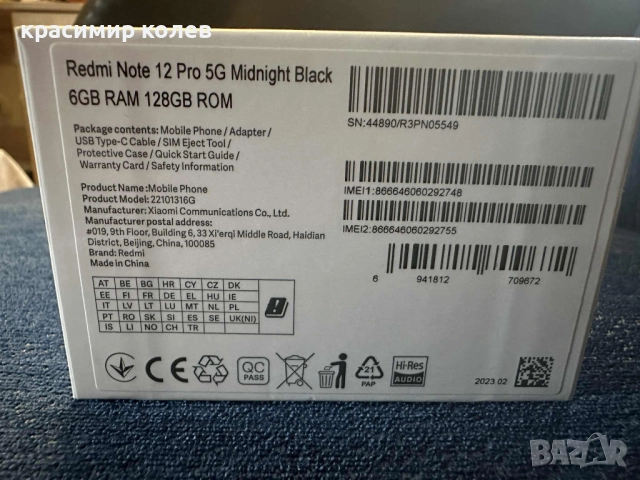 красимир колев
Redmi Note 12 Pro 5G Midnight Black
6GB RAM 128GB ROM
Package contents: Mobile Phone / Adapter /
USB Type-C Cable / SIM Eject Tool /
Protective Case / Quick Start Guide /
Warranty Card / Safety Information
Product Name :Mobile Phone
Product Model: 22101316G
Manufacturer: Xiaomi Communications Co., Ltd.
Manufacturer postal address:
#019, 9th Floor, Building 6, 33 Xi'erqi Middle Road, Haidian
District, Beijing, China, 100085
Brand: Redmi
Made in China
SN:44890/R3PN05549
IMEI1:866646060292748
IMEI2:866646060292755
6 941812 709672
AT BE BG HR CY CZ DK
EE FI FR DE EL HU IE
IT LV LT LU MT NL PL
PT RO SK SI ES SE UK(NI)
IS LI NO CH TR
CE
QC
PASS
21
PAP
Hi-Res
AUDIO
2023.02
BAZAR